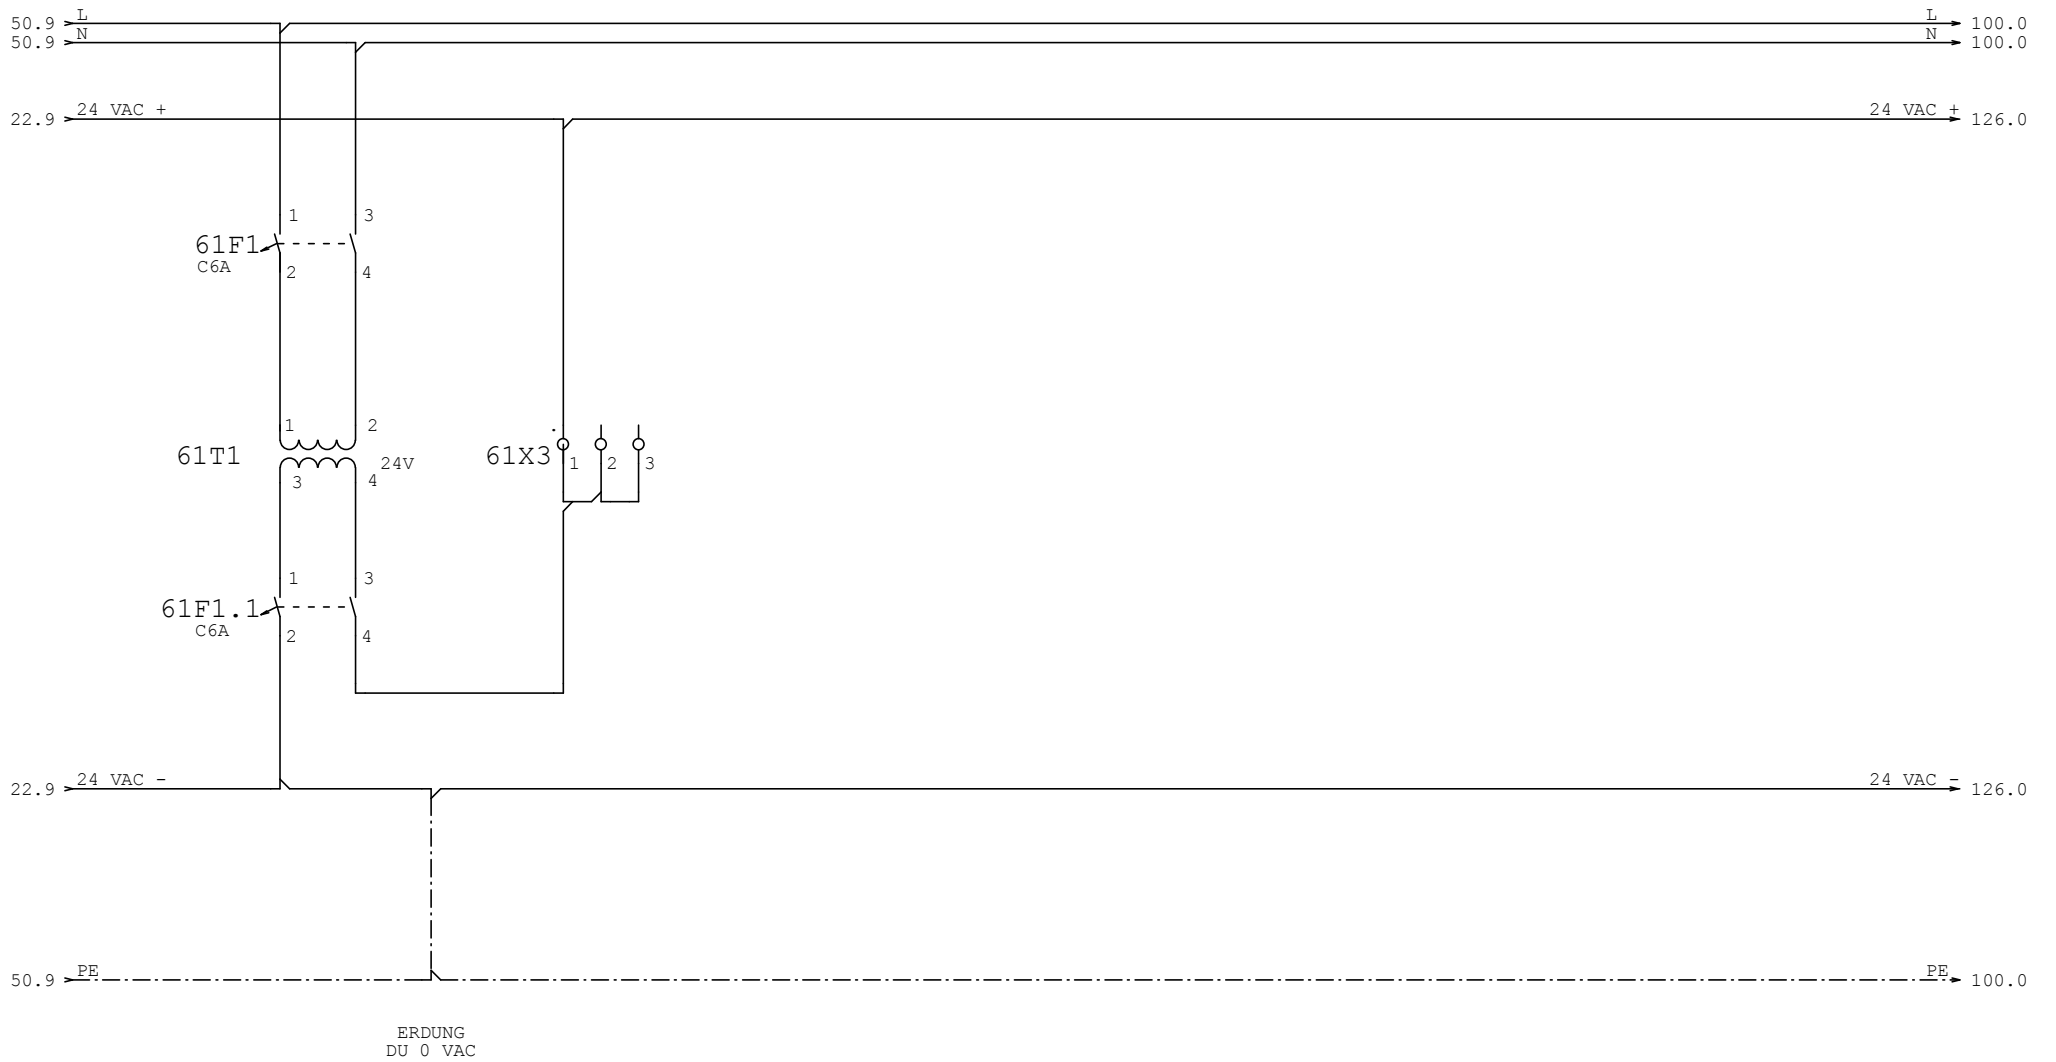 50.9 L L 100.0
50.9 N N 100.0
22.9 24 VAC + 24 VAC + 126.0
1 3
61F1
C6A
2 4
1 2
61T1 24V 61X3 1 2 3
3 4
1 3
61F1.1
C6A
2 4
22.9 24 VAC - 24 VAC - 126.0
50.9 PE PE 100.0
ERDUNG
DU 0 VAC